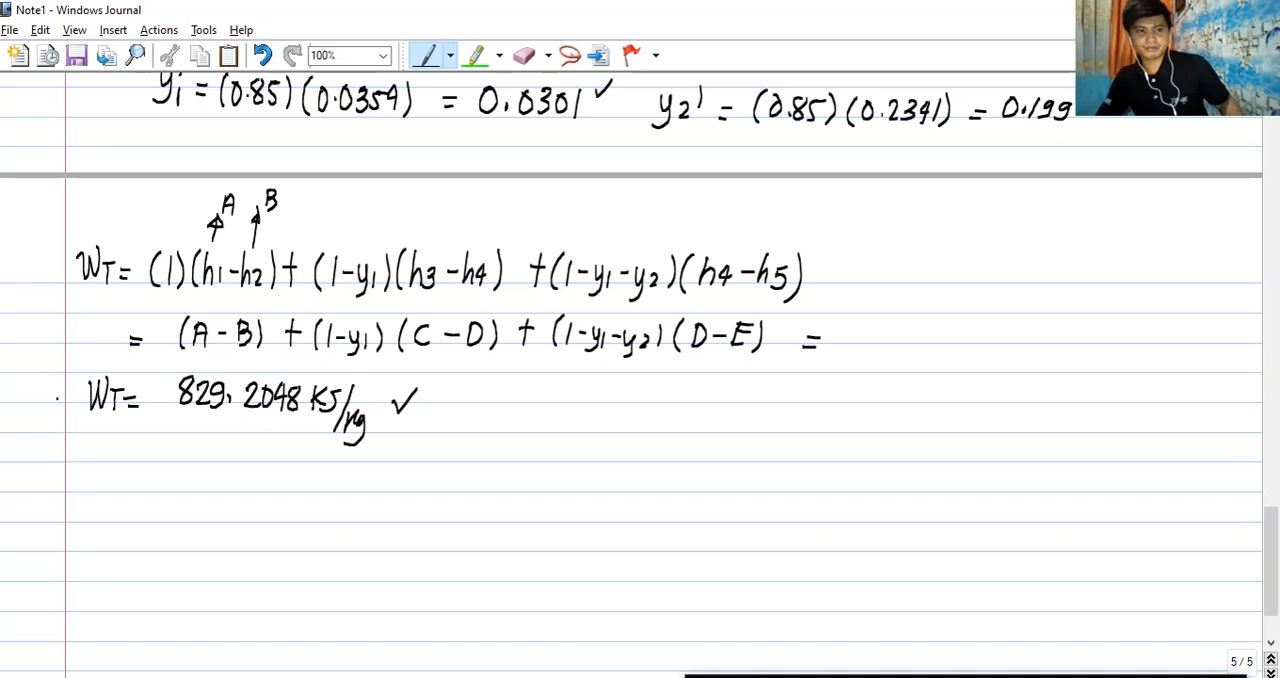 Note1 - Windows Journal
File Edit View Insert Actions Tools Help
100%
y1 = (0.85)(0.0354) = 0.0301 ✓ y2' = (0.85)(0.2341) = 0.199
A B
WT = (1)(h1-h2) + (1-y1)(h3-h4) + (1-y1-y2)(h4-h5)
= (A-B) + (1-y1)(C-D) + (1-y1-y2)(D-E) =
WT = 829.2048 KJ/kg ✓
5 / 5